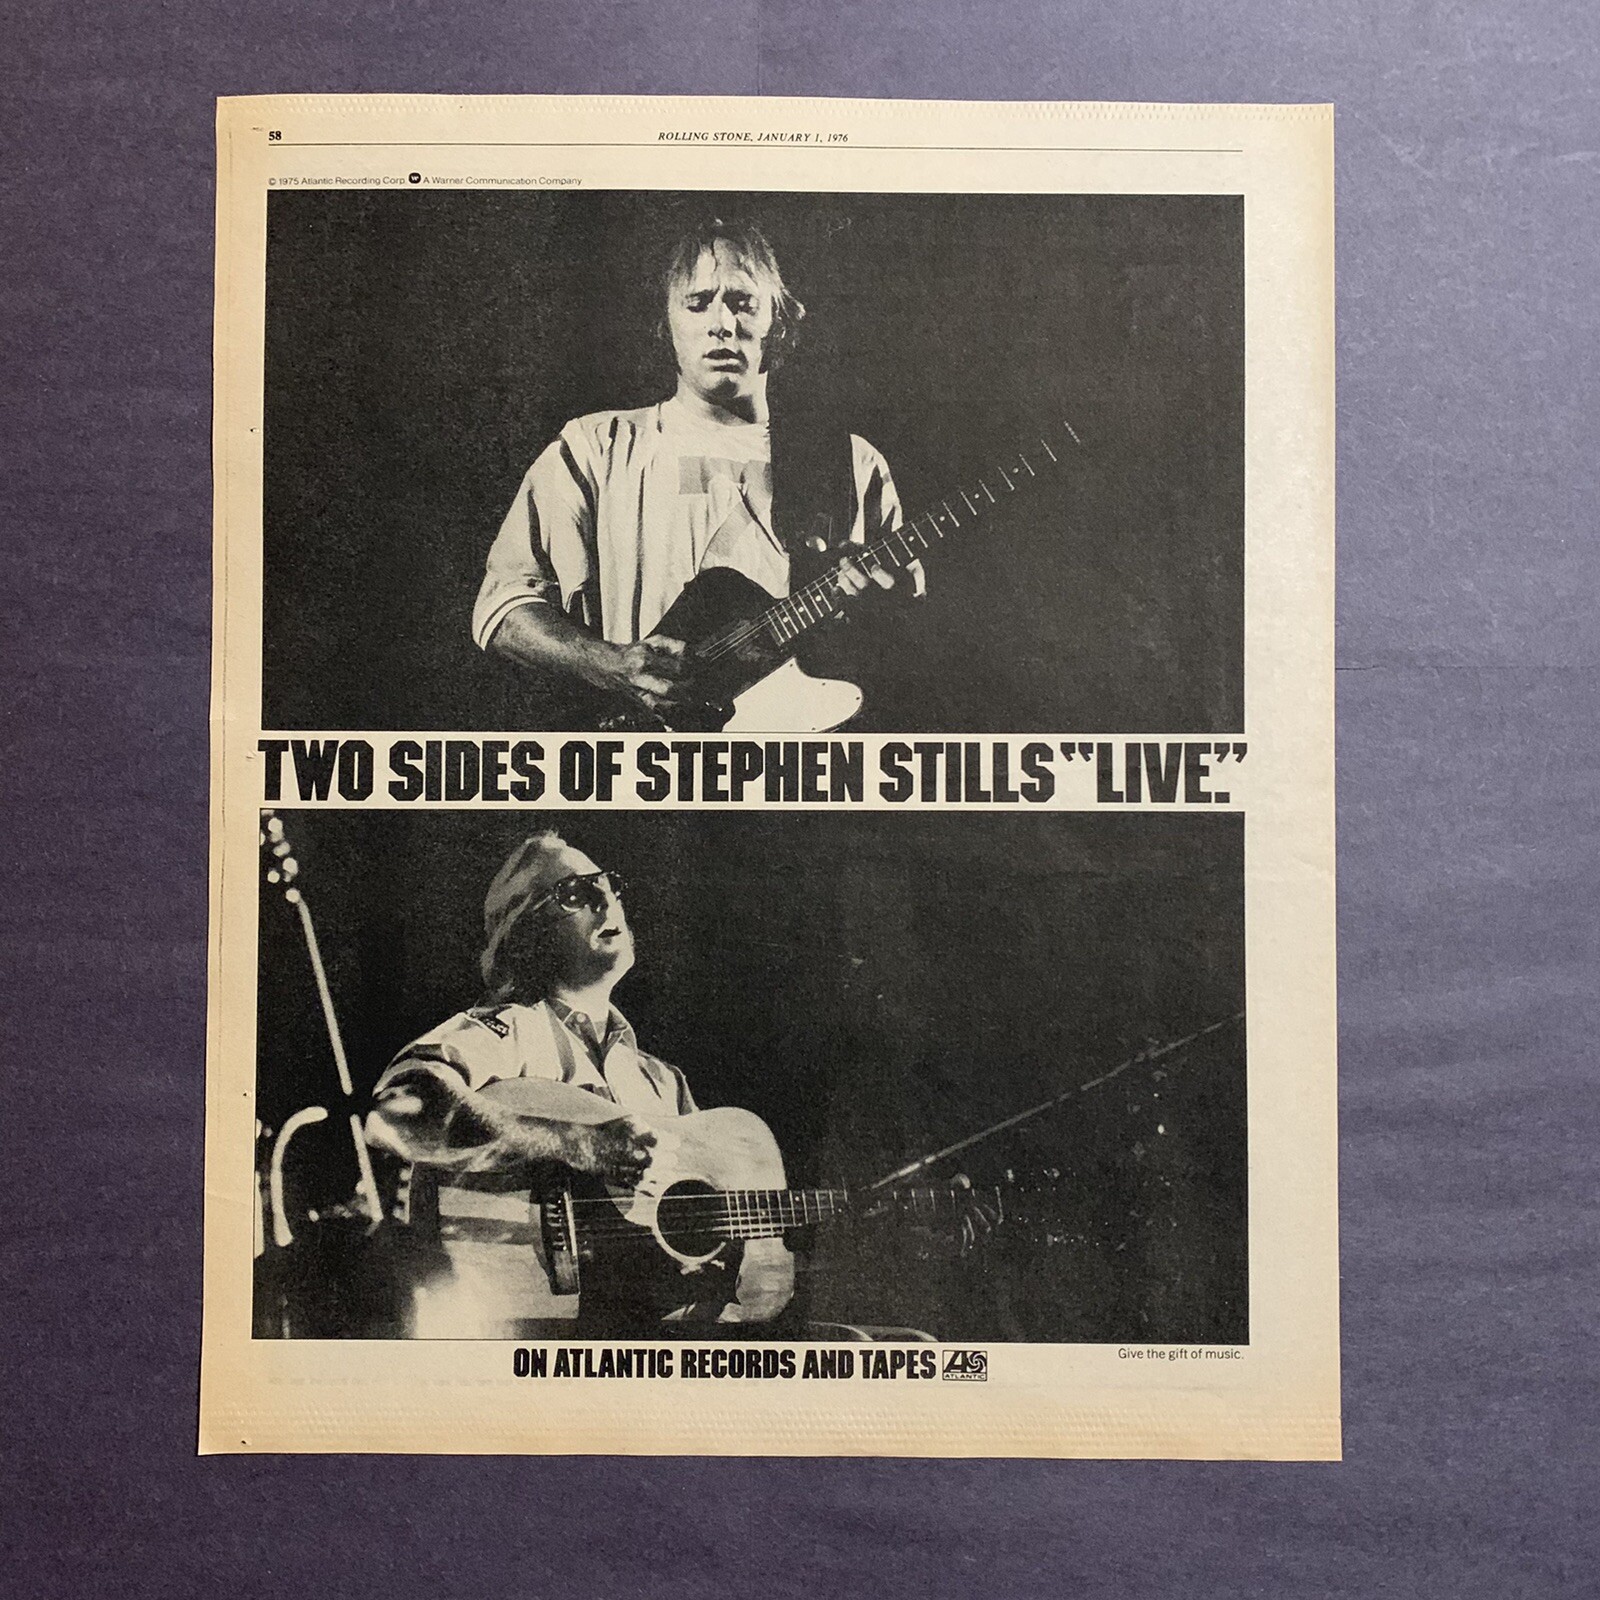 58
ROLLING STONE, JANUARY 1, 1976
© 1975 Atlantic Recording Corp. W A Warner Communication Company
TWO SIDES OF STEPHEN STILLS “LIVE.”
ON ATLANTIC RECORDS AND TAPES
ATLANTIC
Give the gift of music.